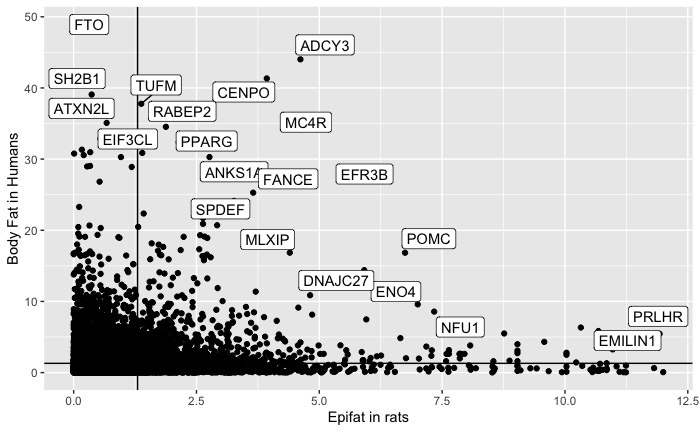 FTO
ADCY3
SH2B1
TUFM
CENPO
ATXN2L
RABEP2
MC4R
EIF3CL
PPARG
ANKS1A
FANCE
EFR3B
SPDEF
MLXIP
POMC
DNAJC27
ENO4
NFU1
PRLHR
EMILIN1
50
40
30
20
10
0
Body Fat in Humans
0.0 2.5 5.0 7.5 10.0 12.5
Epifat in rats